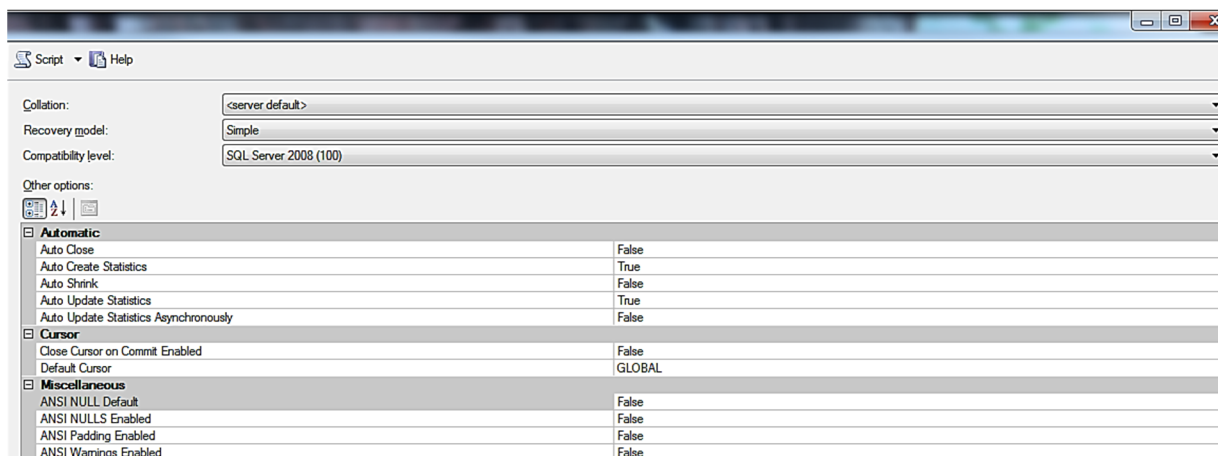 Script Help
Collation: <server default>
Recovery model: Simple
Compatibility level: SQL Server 2008 (100)
Other options:
Automatic
Auto Close False
Auto Create Statistics True
Auto Shrink False
Auto Update Statistics True
Auto Update Statistics Asynchronously False
Cursor
Close Cursor on Commit Enabled False
Default Cursor GLOBAL
Miscellaneous
ANSI NULL Default False
ANSI NULLS Enabled False
ANSI Padding Enabled False
ANSI Warnings Enabled False